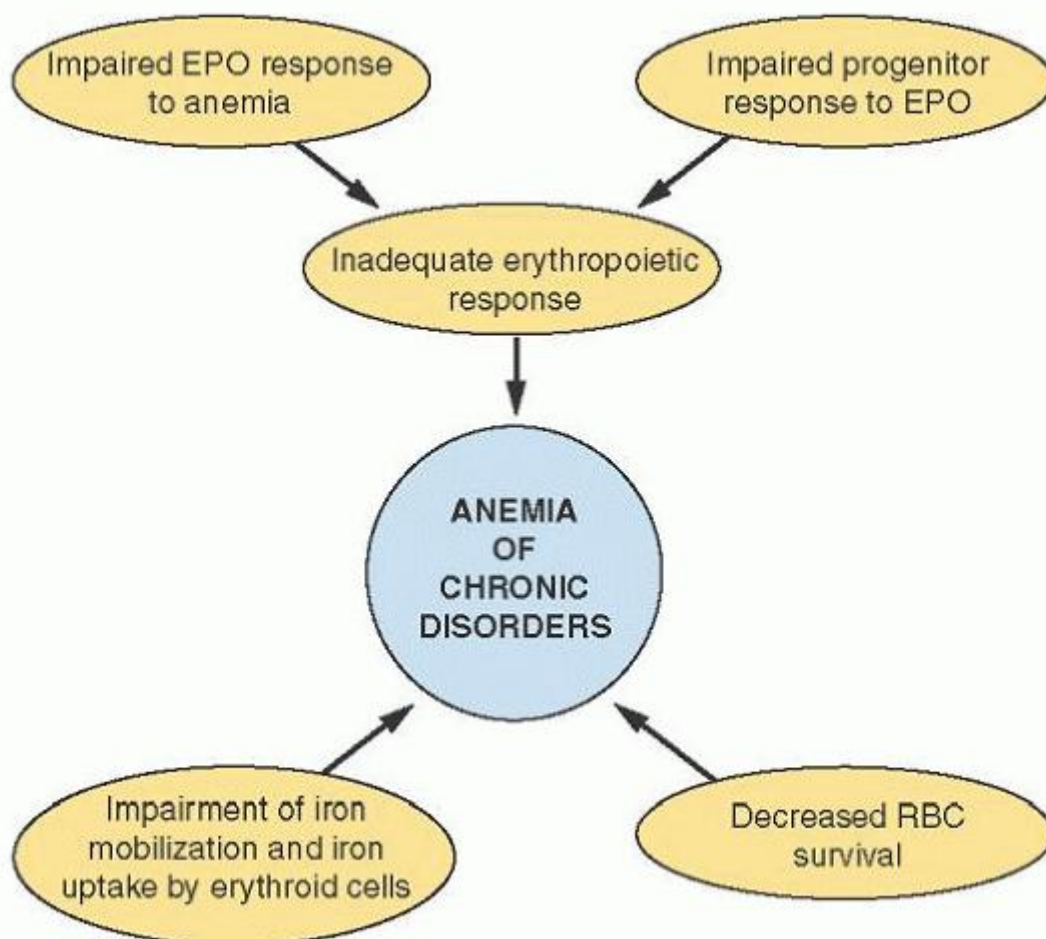 Impaired EPO response
to anemia
Impaired progenitor
response to EPO
Inadequate erythropoietic
response
ANEMIA
OF
CHRONIC
DISORDERS
Impairment of iron
mobilization and iron
uptake by erythroid cells
Decreased RBC
survival